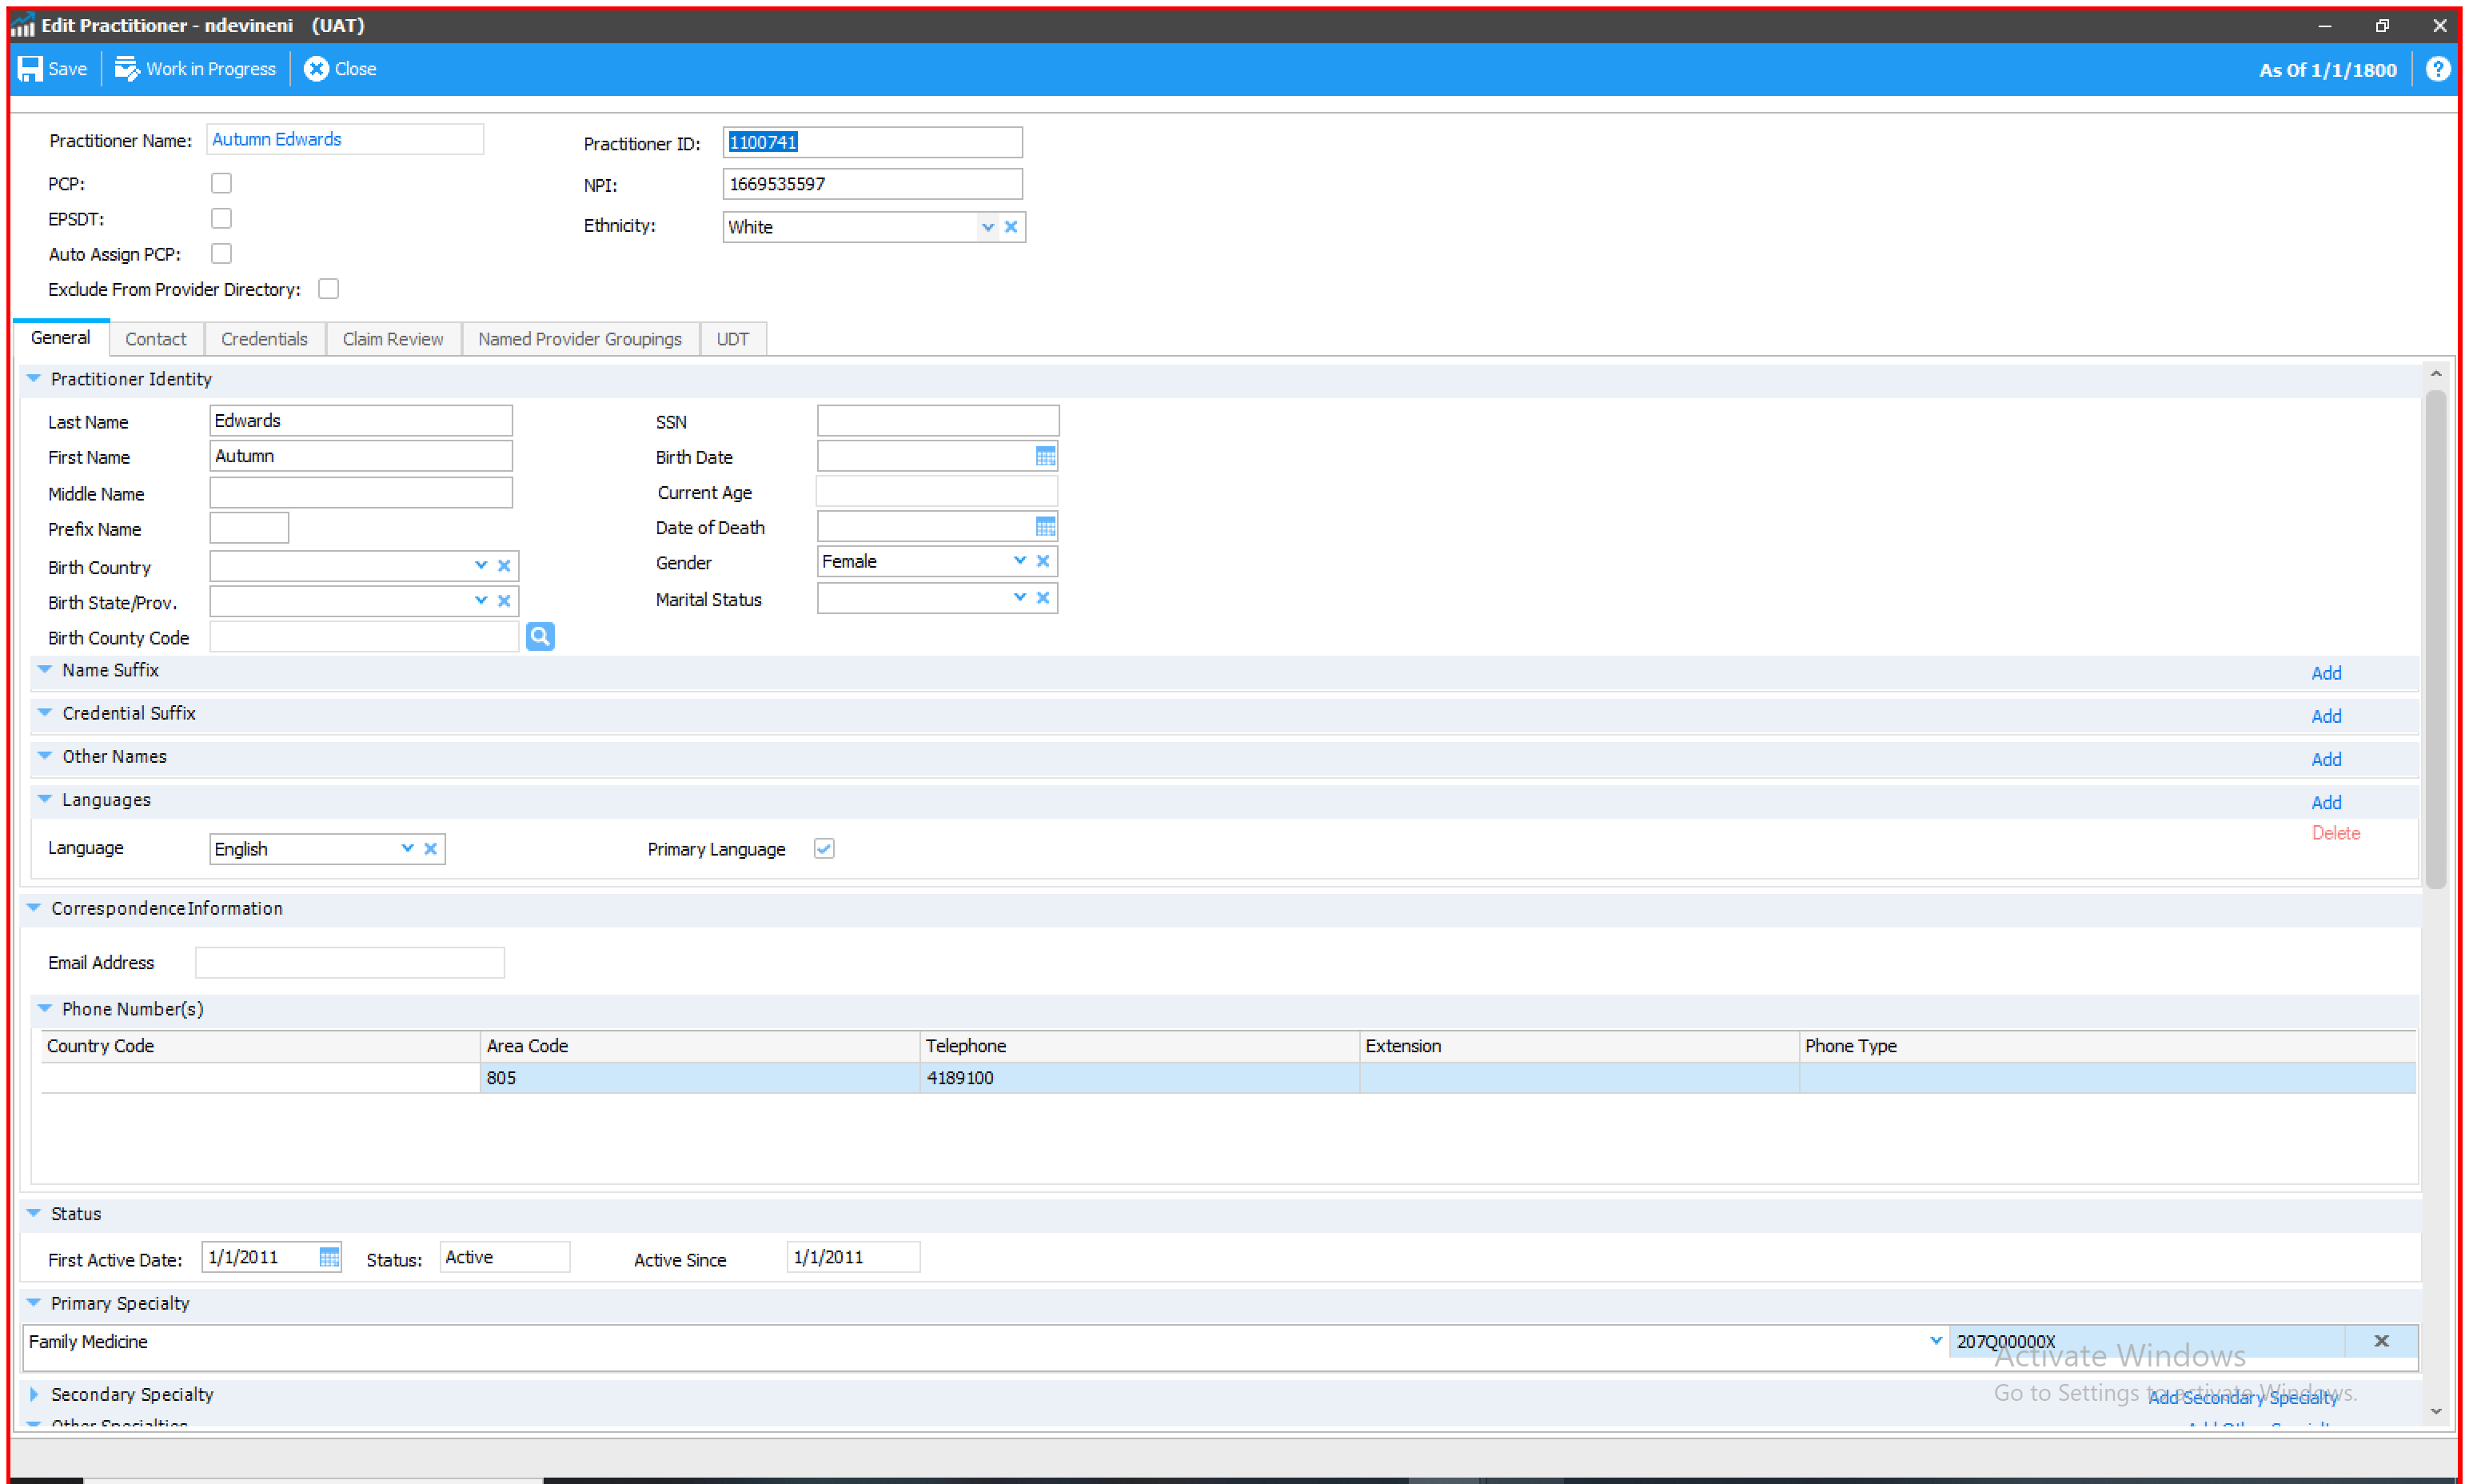 Edit Practitioner - ndevineni (UAT)
Save Work in Progress Close As Of 1/1/1800
Practitioner Name: Autumn Edwards Practitioner ID: 1100741
PCP: NPI: 1669535597
EPSDT: Ethnicity: White
Auto Assign PCP:
Exclude From Provider Directory:
General Contact Credentials Claim Review Named Provider Groupings UDT
Practitioner Identity
Last Name Edwards SSN
First Name Autumn Birth Date
Middle Name Current Age
Prefix Name Date of Death
Birth Country Gender Female
Birth State/Prov. Marital Status
Birth County Code
Name Suffix Add
Credential Suffix Add
Other Names Add
Languages Add
Delete
Language English Primary Language
Correspondence Information
Email Address
Phone Number(s)
Country Code Area Code Telephone Extension Phone Type
805 4189100
Status
First Active Date: 1/1/2011 Status: Active Active Since 1/1/2011
Primary Specialty
Family Medicine 207Q00000X
Activate Windows
Go to Settings to activate Windows.
Secondary Specialty Add Secondary Specialty
Other Specialties Add Other Specialty